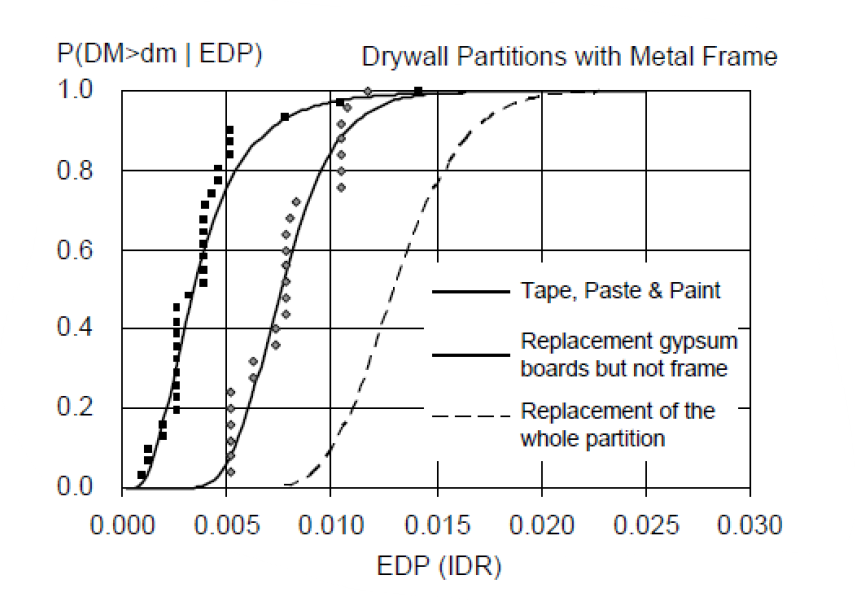 P(DM>dm | EDP)
Drywall Partitions with Metal Frame
1.0
0.8
0.6
0.4
0.2
0.0
Tape, Paste & Paint
Replacement gypsum
boards but not frame
Replacement of the
whole partition
0.000 0.005 0.010 0.015 0.020 0.025 0.030
EDP (IDR)